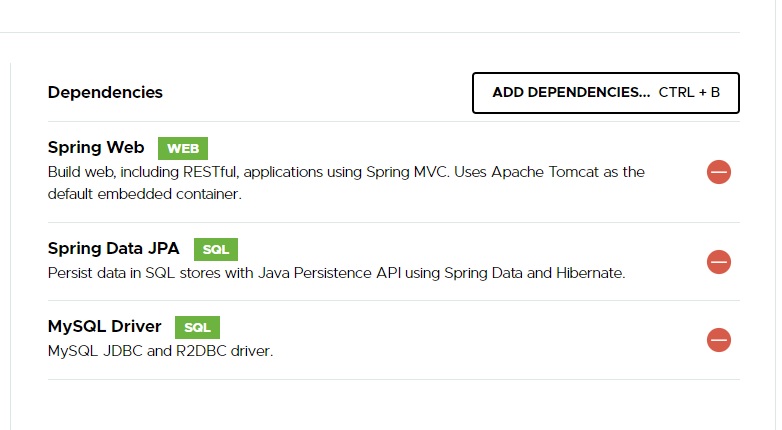 Dependencies
ADD DEPENDENCIES... CTRL + B
Spring Web WEB
Build web, including RESTful, applications using Spring MVC. Uses Apache Tomcat as the
default embedded container.
Spring Data JPA SQL
Persist data in SQL stores with Java Persistence API using Spring Data and Hibernate.
MySQL Driver SQL
MySQL JDBC and R2DBC driver.